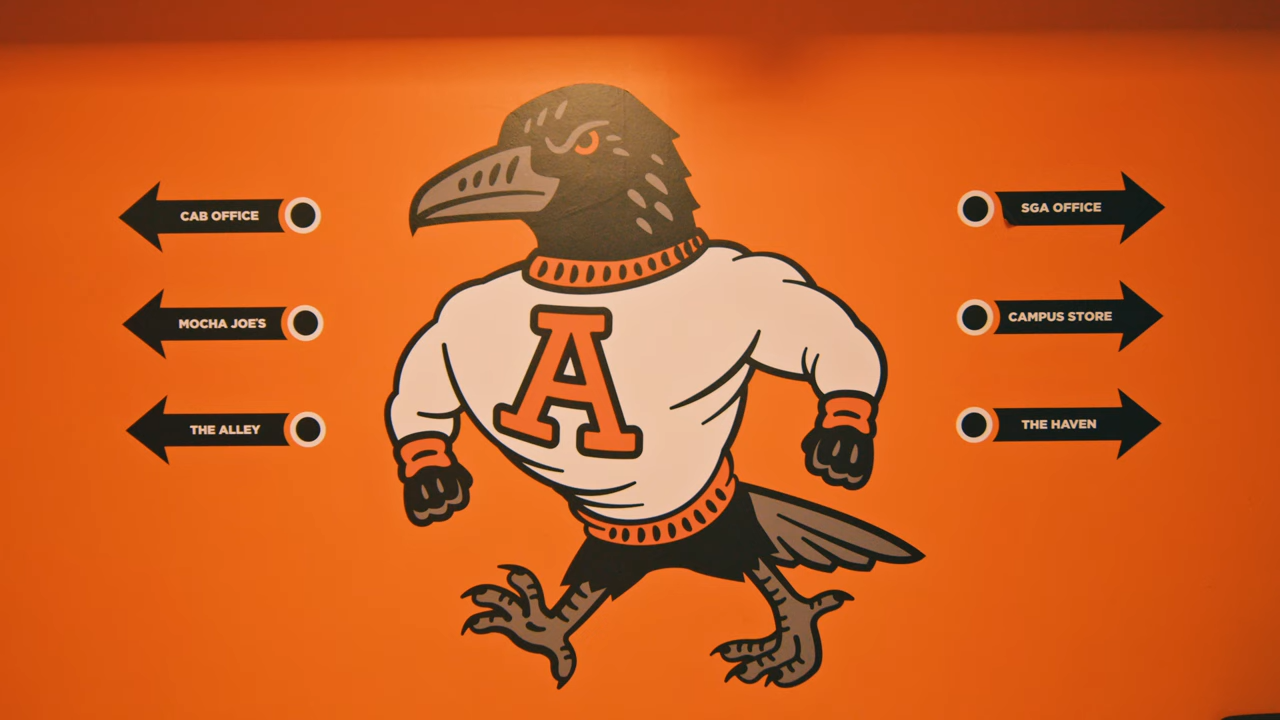 CAB OFFICE
MOCHA JOE'S
THE ALLEY
A
SGA OFFICE
CAMPUS STORE
THE HAVEN